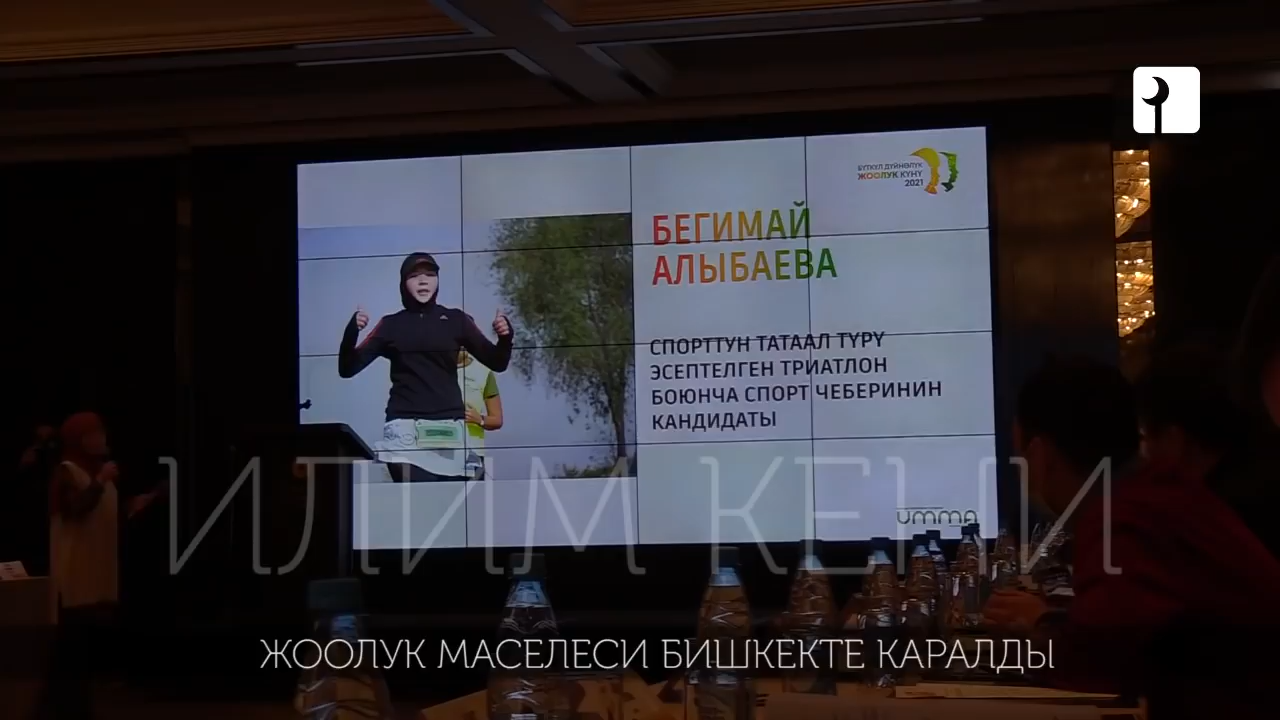 БҮТКҮЛ ДҮЙНӨЛҮК
ЖООЛУК КҮНҮ
2021
БЕГИМАЙ
АЛЫБАЕВА
СПОРТТУН ТАТААЛ ТҮРҮ
ЭСЕПТЕЛГЕН ТРИАТЛОН
БОЮНЧА СПОРТ ЧЕБЕРИНИН
КАНДИДАТЫ
umma
ИЛИМ КЕНИ
ЖООЛУК МАСЕЛЕСИ БИШКЕКТЕ КАРАЛДЫ